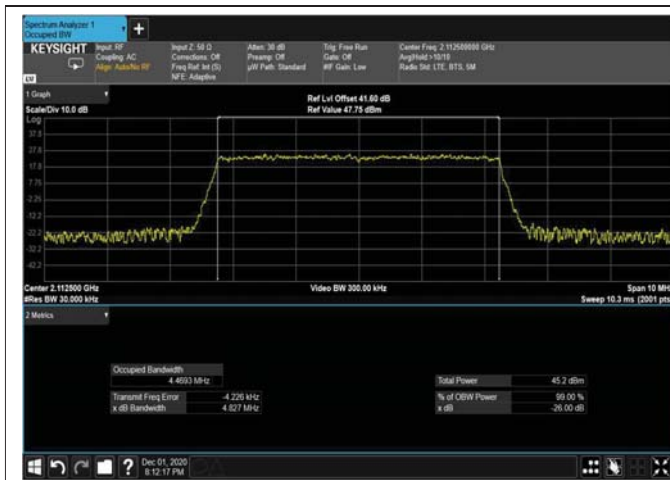 Spectrum Analyzer 1
Occupied BW
+
KEYSIGHT
Input: RF
Coupling: AC
Align: Auto/No RF
Input Z: 50 Ω
Corrections: Off
Freq Ref: Int (S)
NFE: Adaptive
Atten: 30 dB
Preamp: Off
µW Path: Standard
Trig: Free Run
Gate: Off
#IF Gain: Low
Center Freq: 2.112500000 GHz
Avg|Hold:>10/10
Radio Std: LTE, BTS, 5M
1 Graph
Scale/Div 10.0 dB
Ref Lvl Offset 41.60 dB
Ref Value 47.75 dBm
Log
37.8
27.8
17.8
7.75
-2.25
-12.2
-22.2
-32.2
-42.2
Center 2.112500 GHz
#Res BW 30.000 kHz
Video BW 300.00 kHz
Span 10 MHz
Sweep 10.3 ms (2001 pts)
2 Metrics
Occupied Bandwidth
4.4693 MHz
Transmit Freq Error
-4.226 kHz
x dB Bandwidth
4.827 MHz
Total Power
45.2 dBm
% of OBW Power
99.00 %
x dB
-26.00 dB
?
Dec 01, 2020
8:12:17 PM